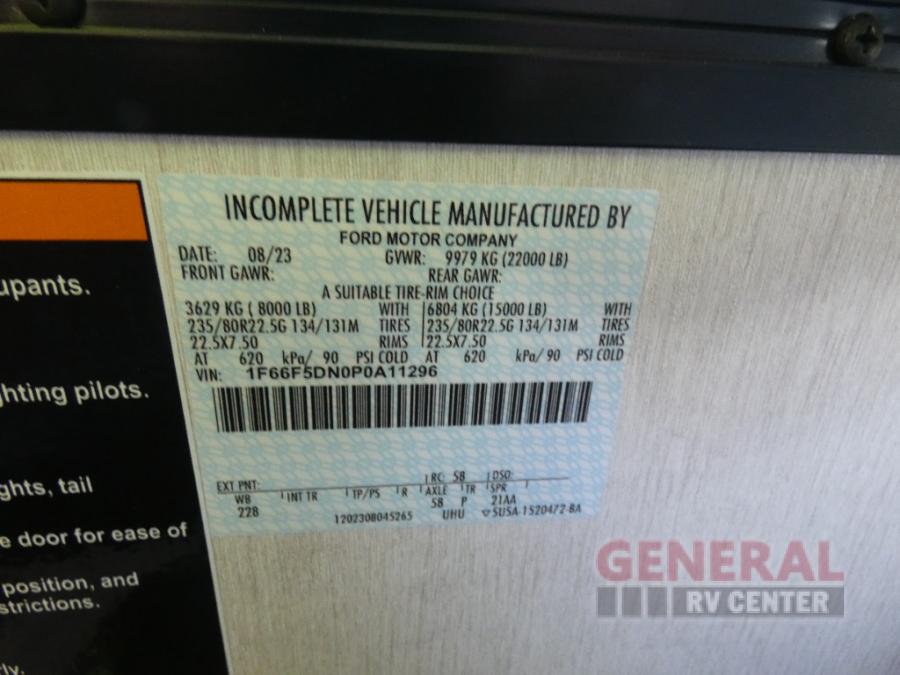 upants.
ghting pilots.
ghts, tail
e door for ease of
position, and
strictions.
rly.
INCOMPLETE VEHICLE MANUFACTURED BY
FORD MOTOR COMPANY
DATE: 08/23 GVWR: 9979 KG (22000 LB)
FRONT GAWR: REAR GAWR:
A SUITABLE TIRE-RIM CHOICE
3629 KG ( 8000 LB) WITH 6804 KG (15000 LB) WITH
235/80R22.5G 134/131M TIRES 235/80R22.5G 134/131M TIRES
22.5X7.50 RIMS 22.5X7.50 RIMS
AT 620 kPa/ 90 PSI COLD AT 620 kPa/ 90 PSI COLD
VIN: 1F66F5DN0P0A11296
EXT PNT: RC: 58 DSO:
WB INT TR TP/PS R AXLE TR SPR
228 58 P 21AA
1202308045265 UHU 5USA-1520472-BA
GENERAL
RV CENTER